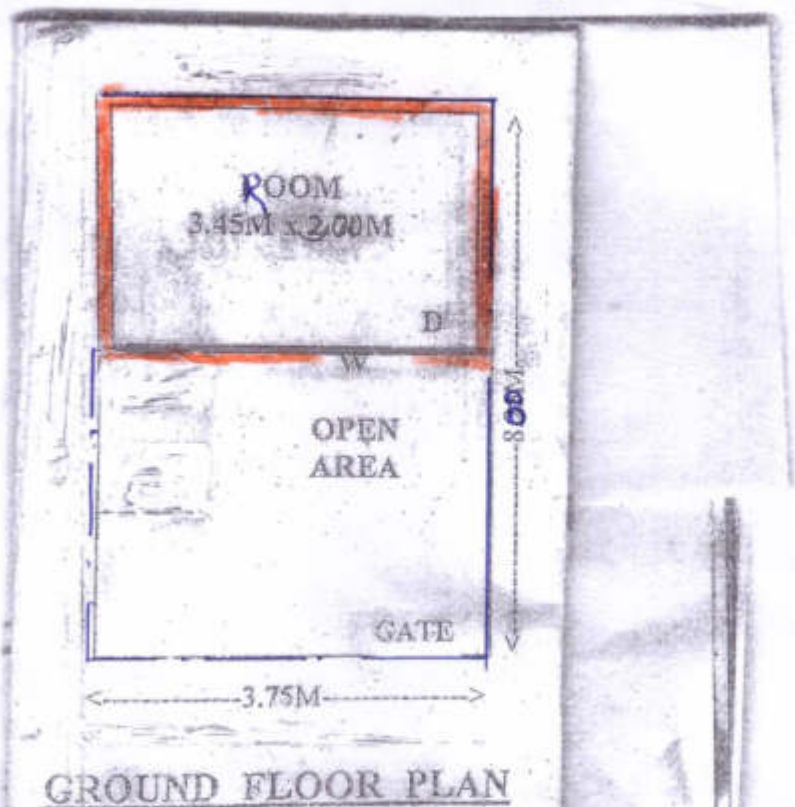 ROOM
3.45M x 2.00M
D
W
OPEN
AREA
GATE
3.75M
GROUND FLOOR PLAN